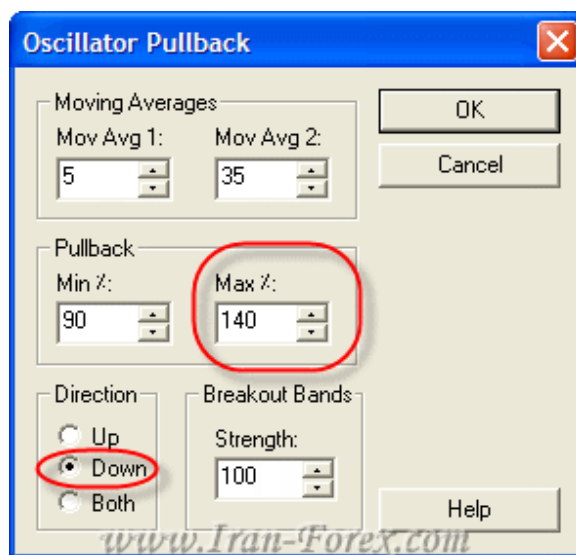 Oscillator Pullback
Moving Averages
Mov Avg 1:
Mov Avg 2:
5
35
OK
Cancel
Pullback
Min %:
Max %:
90
140
Direction
Up
Down
Both
Breakout Bands
Strength:
100
Help
www.Iran-Forex.com